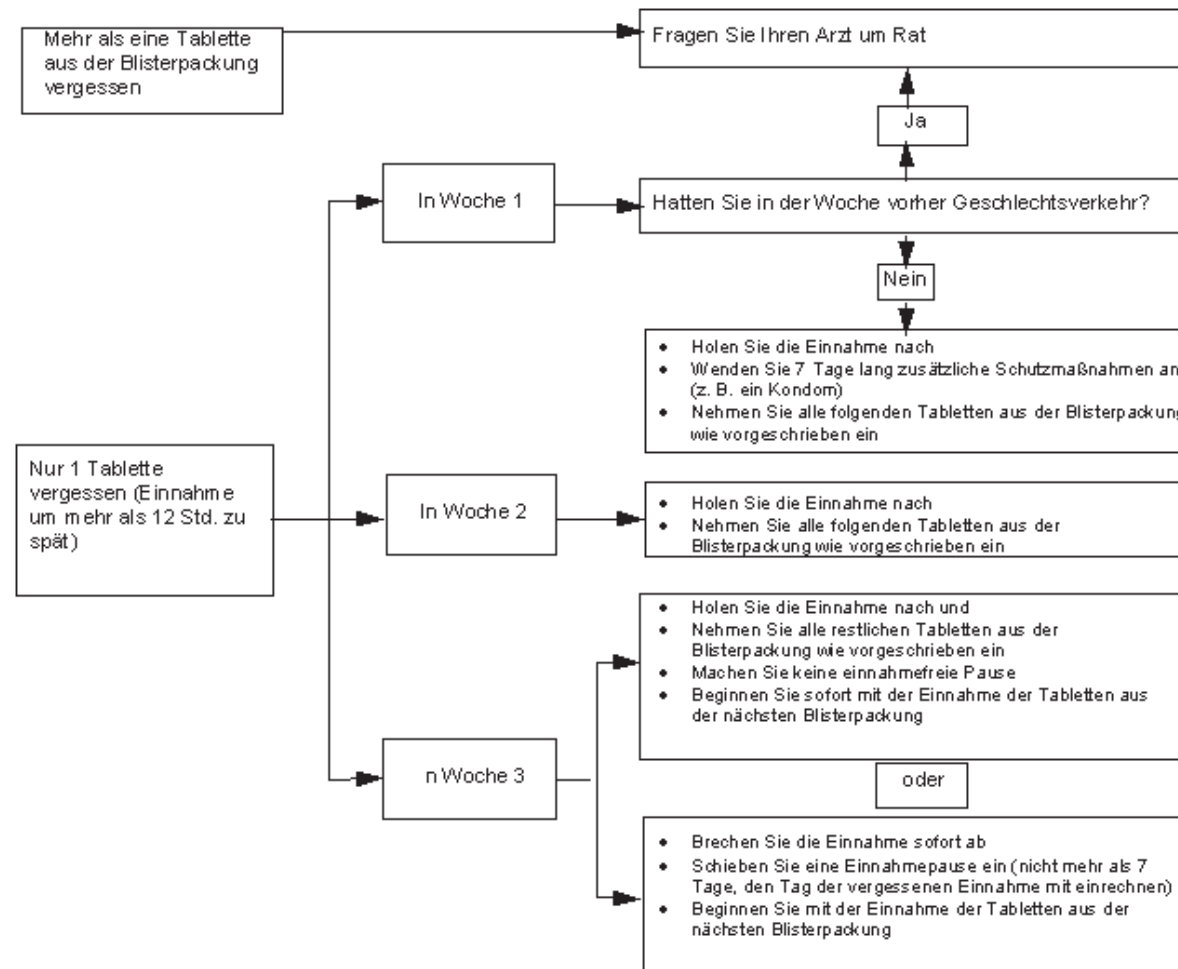 Mehr als eine Tablette
aus der Blisterpackung
vergessen
Fragen Sie Ihren Arzt um Rat
Ja
In Woche 1
Hatten Sie in der Woche vorher Geschlechtsverkehr?
Nein
• Holen Sie die Einnahme nach
• Wenden Sie 7 Tage lang zusätzliche Schutzmaßnahmen an
(z. B. ein Kondom)
• Nehmen Sie alle folgenden Tabletten aus der Blisterpackung
wie vorgeschrieben ein
Nur 1 Tablette
vergessen (Einnahme
um mehr als 12 Std. zu
spät)
In Woche 2
• Holen Sie die Einnahme nach
• Nehmen Sie alle folgenden Tabletten aus der
Blisterpackung wie vorgeschrieben ein
• Holen Sie die Einnahme nach und
• Nehmen Sie alle restlichen Tabletten aus der
Blisterpackung wie vorgeschrieben ein
• Machen Sie keine einnahmefreie Pause
• Beginnen Sie sofort mit der Einnahme der Tabletten aus
der nächsten Blisterpackung
n Woche 3
oder
• Brechen Sie die Einnahme sofort ab
• Schieben Sie eine Einnahmepause ein (nicht mehr als 7
Tage, den Tag der vergessenen Einnahme mit einrechnen)
• Beginnen Sie mit der Einnahme der Tabletten aus der
nächsten Blisterpackung